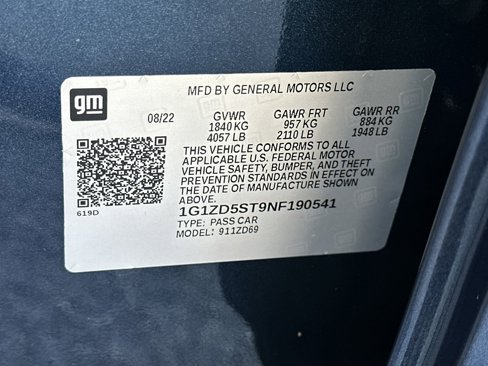 gm
MFD BY GENERAL MOTORS LLC
08/22 GVWR GAWR FRT GAWR RR
1840 KG 957 KG 884 KG
4057 LB 2110 LB 1948 LB
THIS VEHICLE CONFORMS TO ALL
APPLICABLE U.S. FEDERAL MOTOR
VEHICLE SAFETY, BUMPER, AND THEFT
PREVENTION STANDARDS IN EFFECT ON
THE DATE OF MANUFACTURE SHOWN
ABOVE.
619D
1G1ZD5ST9NF190541
TYPE: PASS CAR
MODEL: 911ZD69